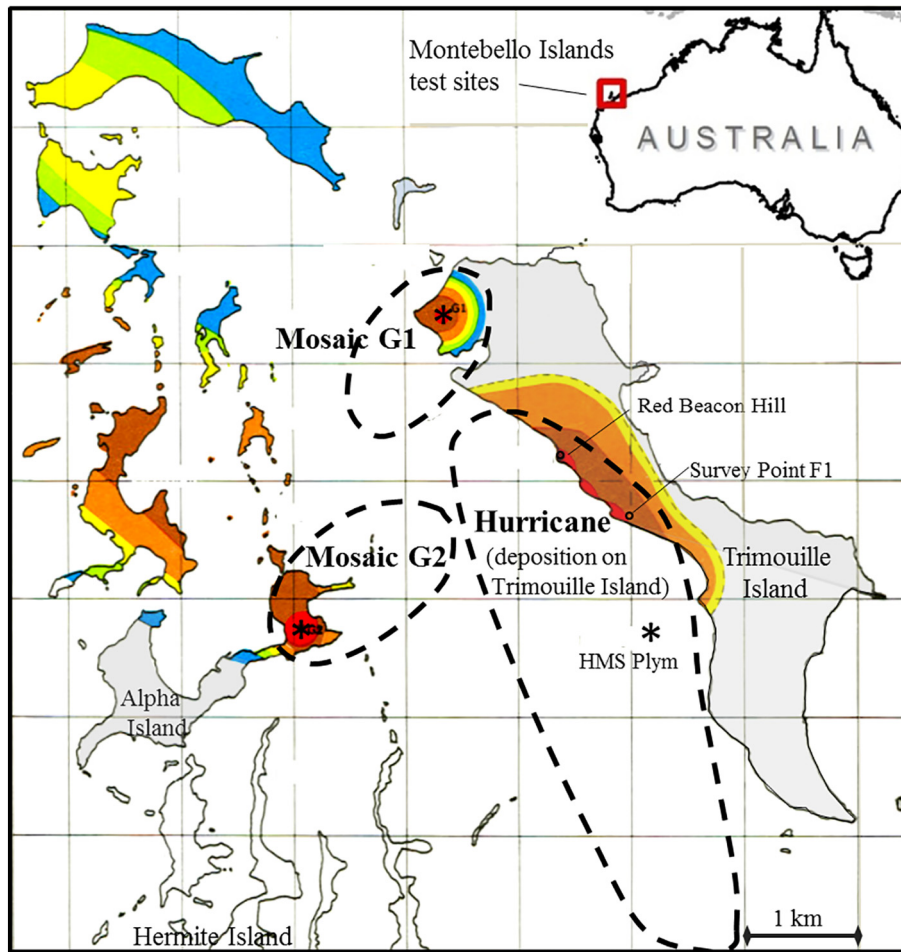 Montebello Islands
test sites
AUSTRALIA
G1
Mosaic G1
Red Beacon Hill
Survey Point F1
Hurricane
(deposition on
Trimouille Island)
Mosaic G2
Trimouille
Island
HMS Plym
Alpha
Island
Hermite Island
1 km